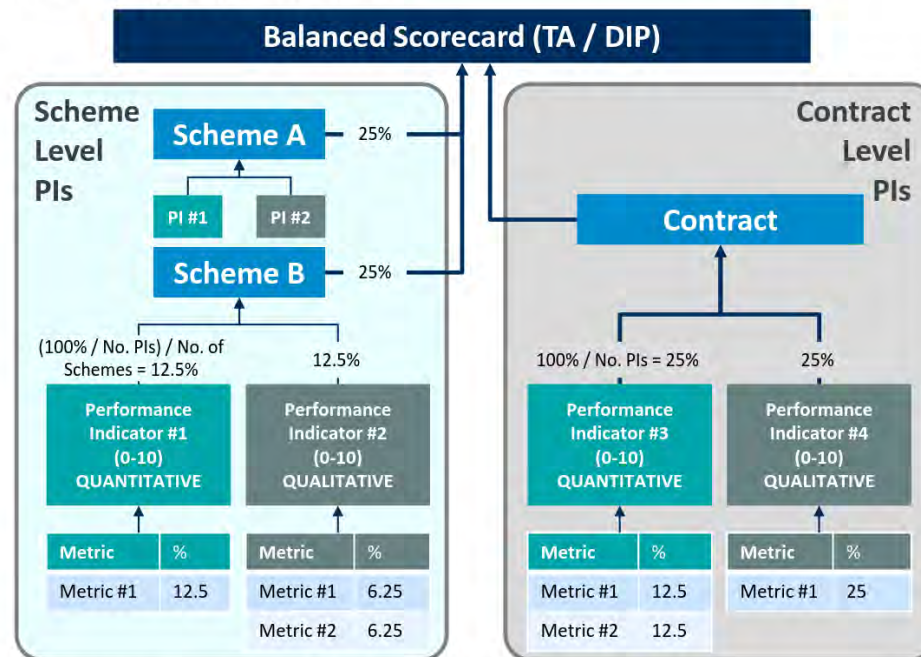 Balanced Scorecard (TA / DIP)
Scheme
Level
PIs
Scheme A
25%
PI #1
PI #2
Scheme B
25%
(100% / No. PIs) / No. of
Schemes = 12.5%
12.5%
Performance
Indicator #1
(0-10)
QUANTITATIVE
Performance
Indicator #2
(0-10)
QUALITATIVE
Metric %
Metric #1 12.5
Metric %
Metric #1 6.25
Metric #2 6.25
Contract
Level
PIs
Contract
100% / No. PIs = 25%
25%
Performance
Indicator #3
(0-10)
QUANTITATIVE
Performance
Indicator #4
(0-10)
QUALITATIVE
Metric %
Metric #1 12.5
Metric #2 12.5
Metric %
Metric #1 25